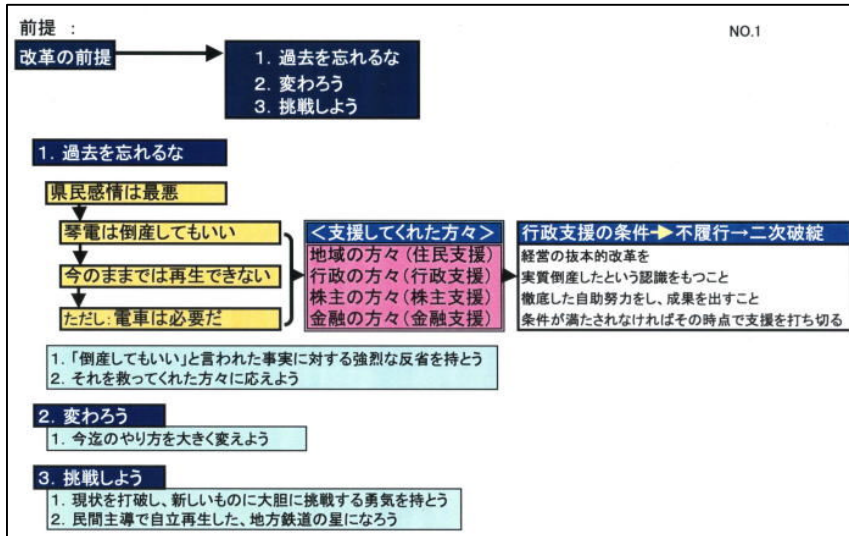 前提 :
NO.1
改革の前提
1. 過去を忘れるな
2. 変わろう
3. 挑戦しよう
1. 過去を忘れるな
県民感情は最悪
琴電は倒産してもいい
今のままでは再生できない
ただし:電車は必要だ
<支援してくれた方々>
地域の方々(住民支援)
行政の方々(行政支援)
株主の方々(株主支援)
金融の方々(金融支援)
行政支援の条件→不履行→二次破綻
経営の抜本的改革を
実質倒産したという認識をもつこと
徹底した自助努力をし、成果を出すこと
条件が満たされなければその時点で支援を打ち切る
1. 「倒産してもいい」と言われた事実に対する強烈な反省を持とう
2. それを救ってくれた方々に応えよう
2. 変わろう
1. 今迄のやり方を大きく変えよう
3. 挑戦しよう
1. 現状を打破し、新しいものに大胆に挑戦する勇気を持とう
2. 民間主導で自立再生した、地方鉄道の星になろう